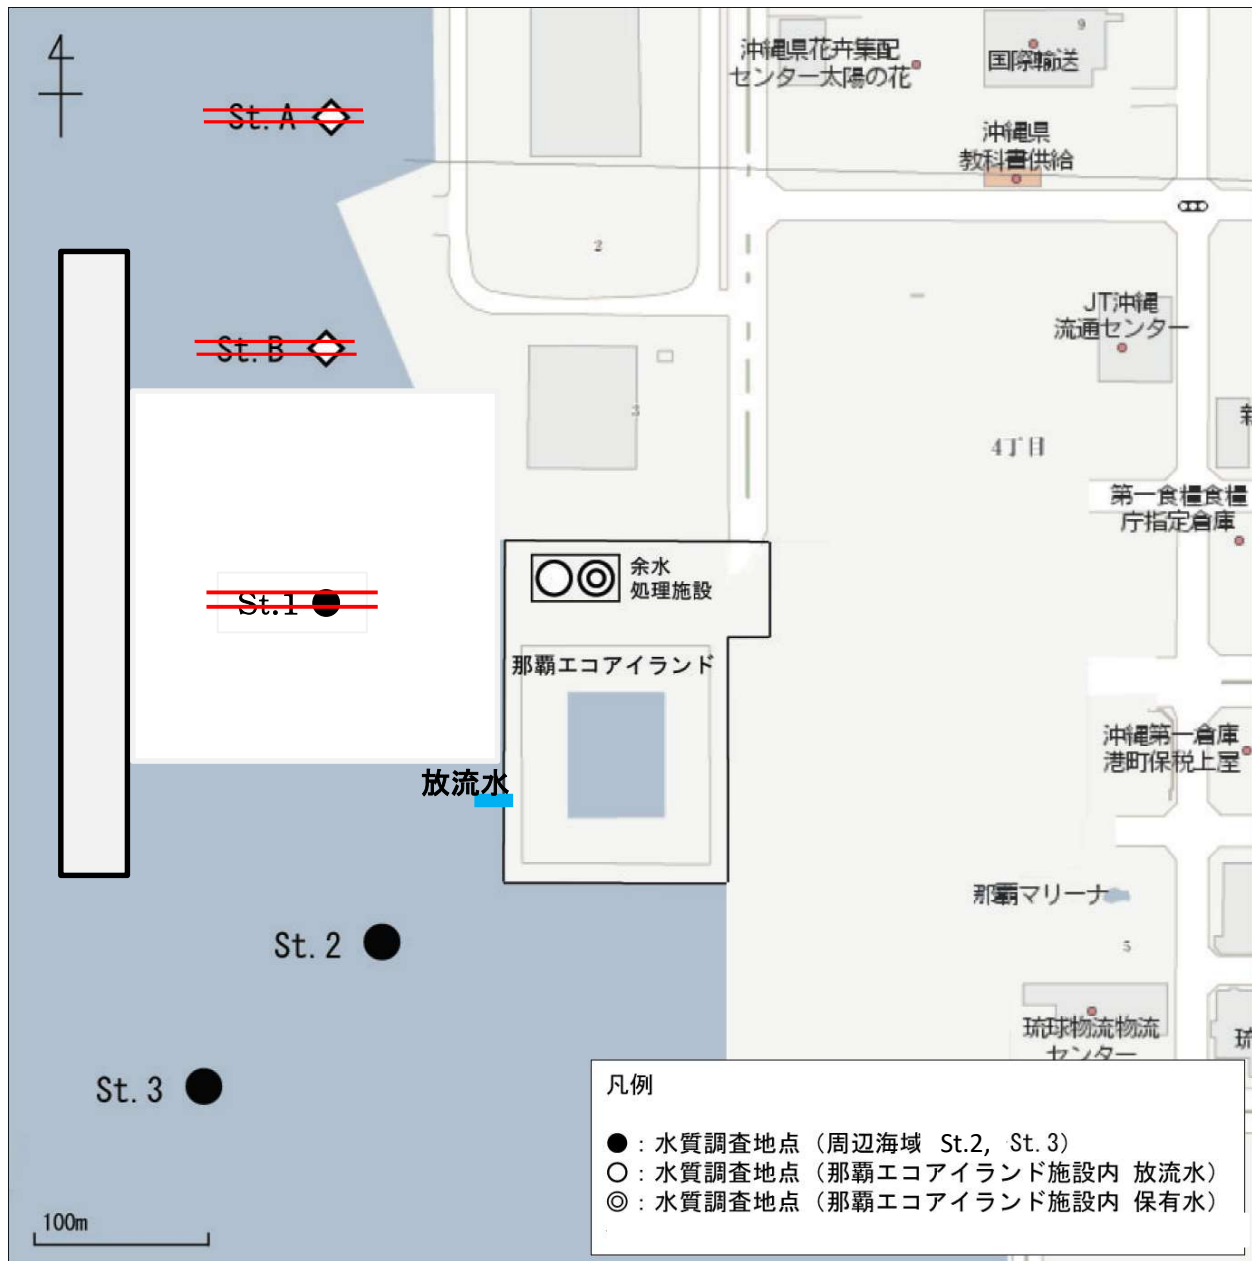 4
沖縄県花卉集配
センター太陽の花
国際輸送
9
St. A
沖縄県
教科書供給
2
JT沖縄
流通センター
St. B
3
4丁目
第一食糧食糧
庁指定倉庫
余水
処理施設
St.1
那覇エコアイランド
沖縄第一倉庫
港町保税上屋
放流水
那覇マリーナ
St. 2
5
琉球物流物流
センター
琉
St. 3
凡例
●：水質調査地点（周辺海域 St.2, St. 3）
○：水質調査地点（那覇エコアイランド施設内 放流水）
◎：水質調査地点（那覇エコアイランド施設内 保有水）
100m